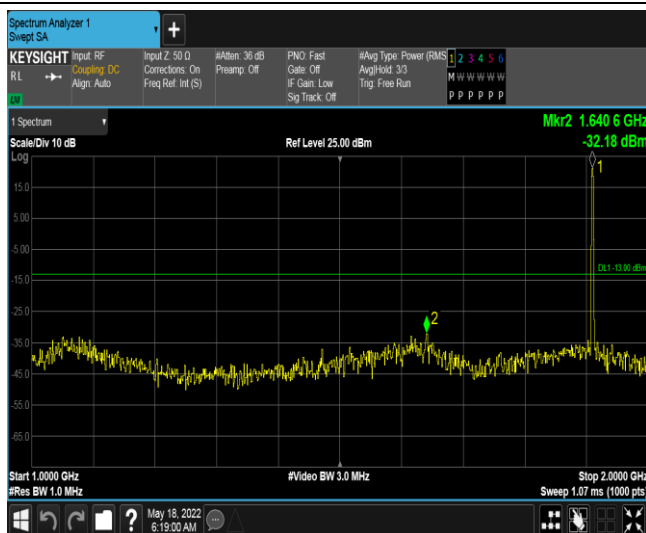 Spectrum Analyzer 1
Swept SA
+
KEYSIGHT Input: RF Input Z: 50 Ω #Atten: 36 dB PNO: Fast #Avg Type: Power (RMS 1 2 3 4 5 6
RL Coupling: DC Corrections: On Preamp: Off Gate: Off Avg|Hold: 3/3 M W W W W W
Align: Auto Freq Ref: Int (S) IF Gain: Low Trig: Free Run
Sig Track: Off P P P P P P
1 Spectrum Mkr2 1.640 6 GHz
Scale/Div 10 dB Ref Level 25.00 dBm -32.18 dBm
Log
1
15.0
5.00
-5.00
DL1 -13.00 dBm
-15.0
-25.0
2
-35.0
-45.0
-55.0
-65.0
Start 1.0000 GHz #Video BW 3.0 MHz Stop 2.0000 GHz
#Res BW 1.0 MHz Sweep 1.07 ms (1000 pts
? May 18, 2022
6:19:00 AM